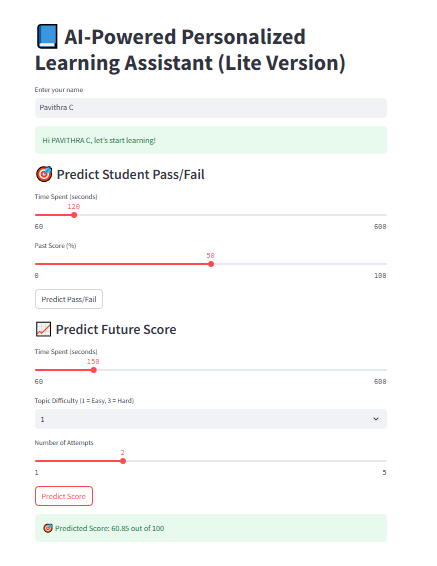 AI-Powered Personalized
Learning Assistant (Lite Version)
Enter your name
Pavithra C
Hi PAVITHRA C, let's start learning!
Predict Student Pass/Fail
Time Spent (seconds)
120
60 600
Past Score (%)
50
0 100
Predict Pass/Fail
Predict Future Score
Time Spent (seconds)
150
60 600
Topic Difficulty (1 = Easy, 3 = Hard)
1
Number of Attempts
2
1 5
Predict Score
Predicted Score: 60.85 out of 100